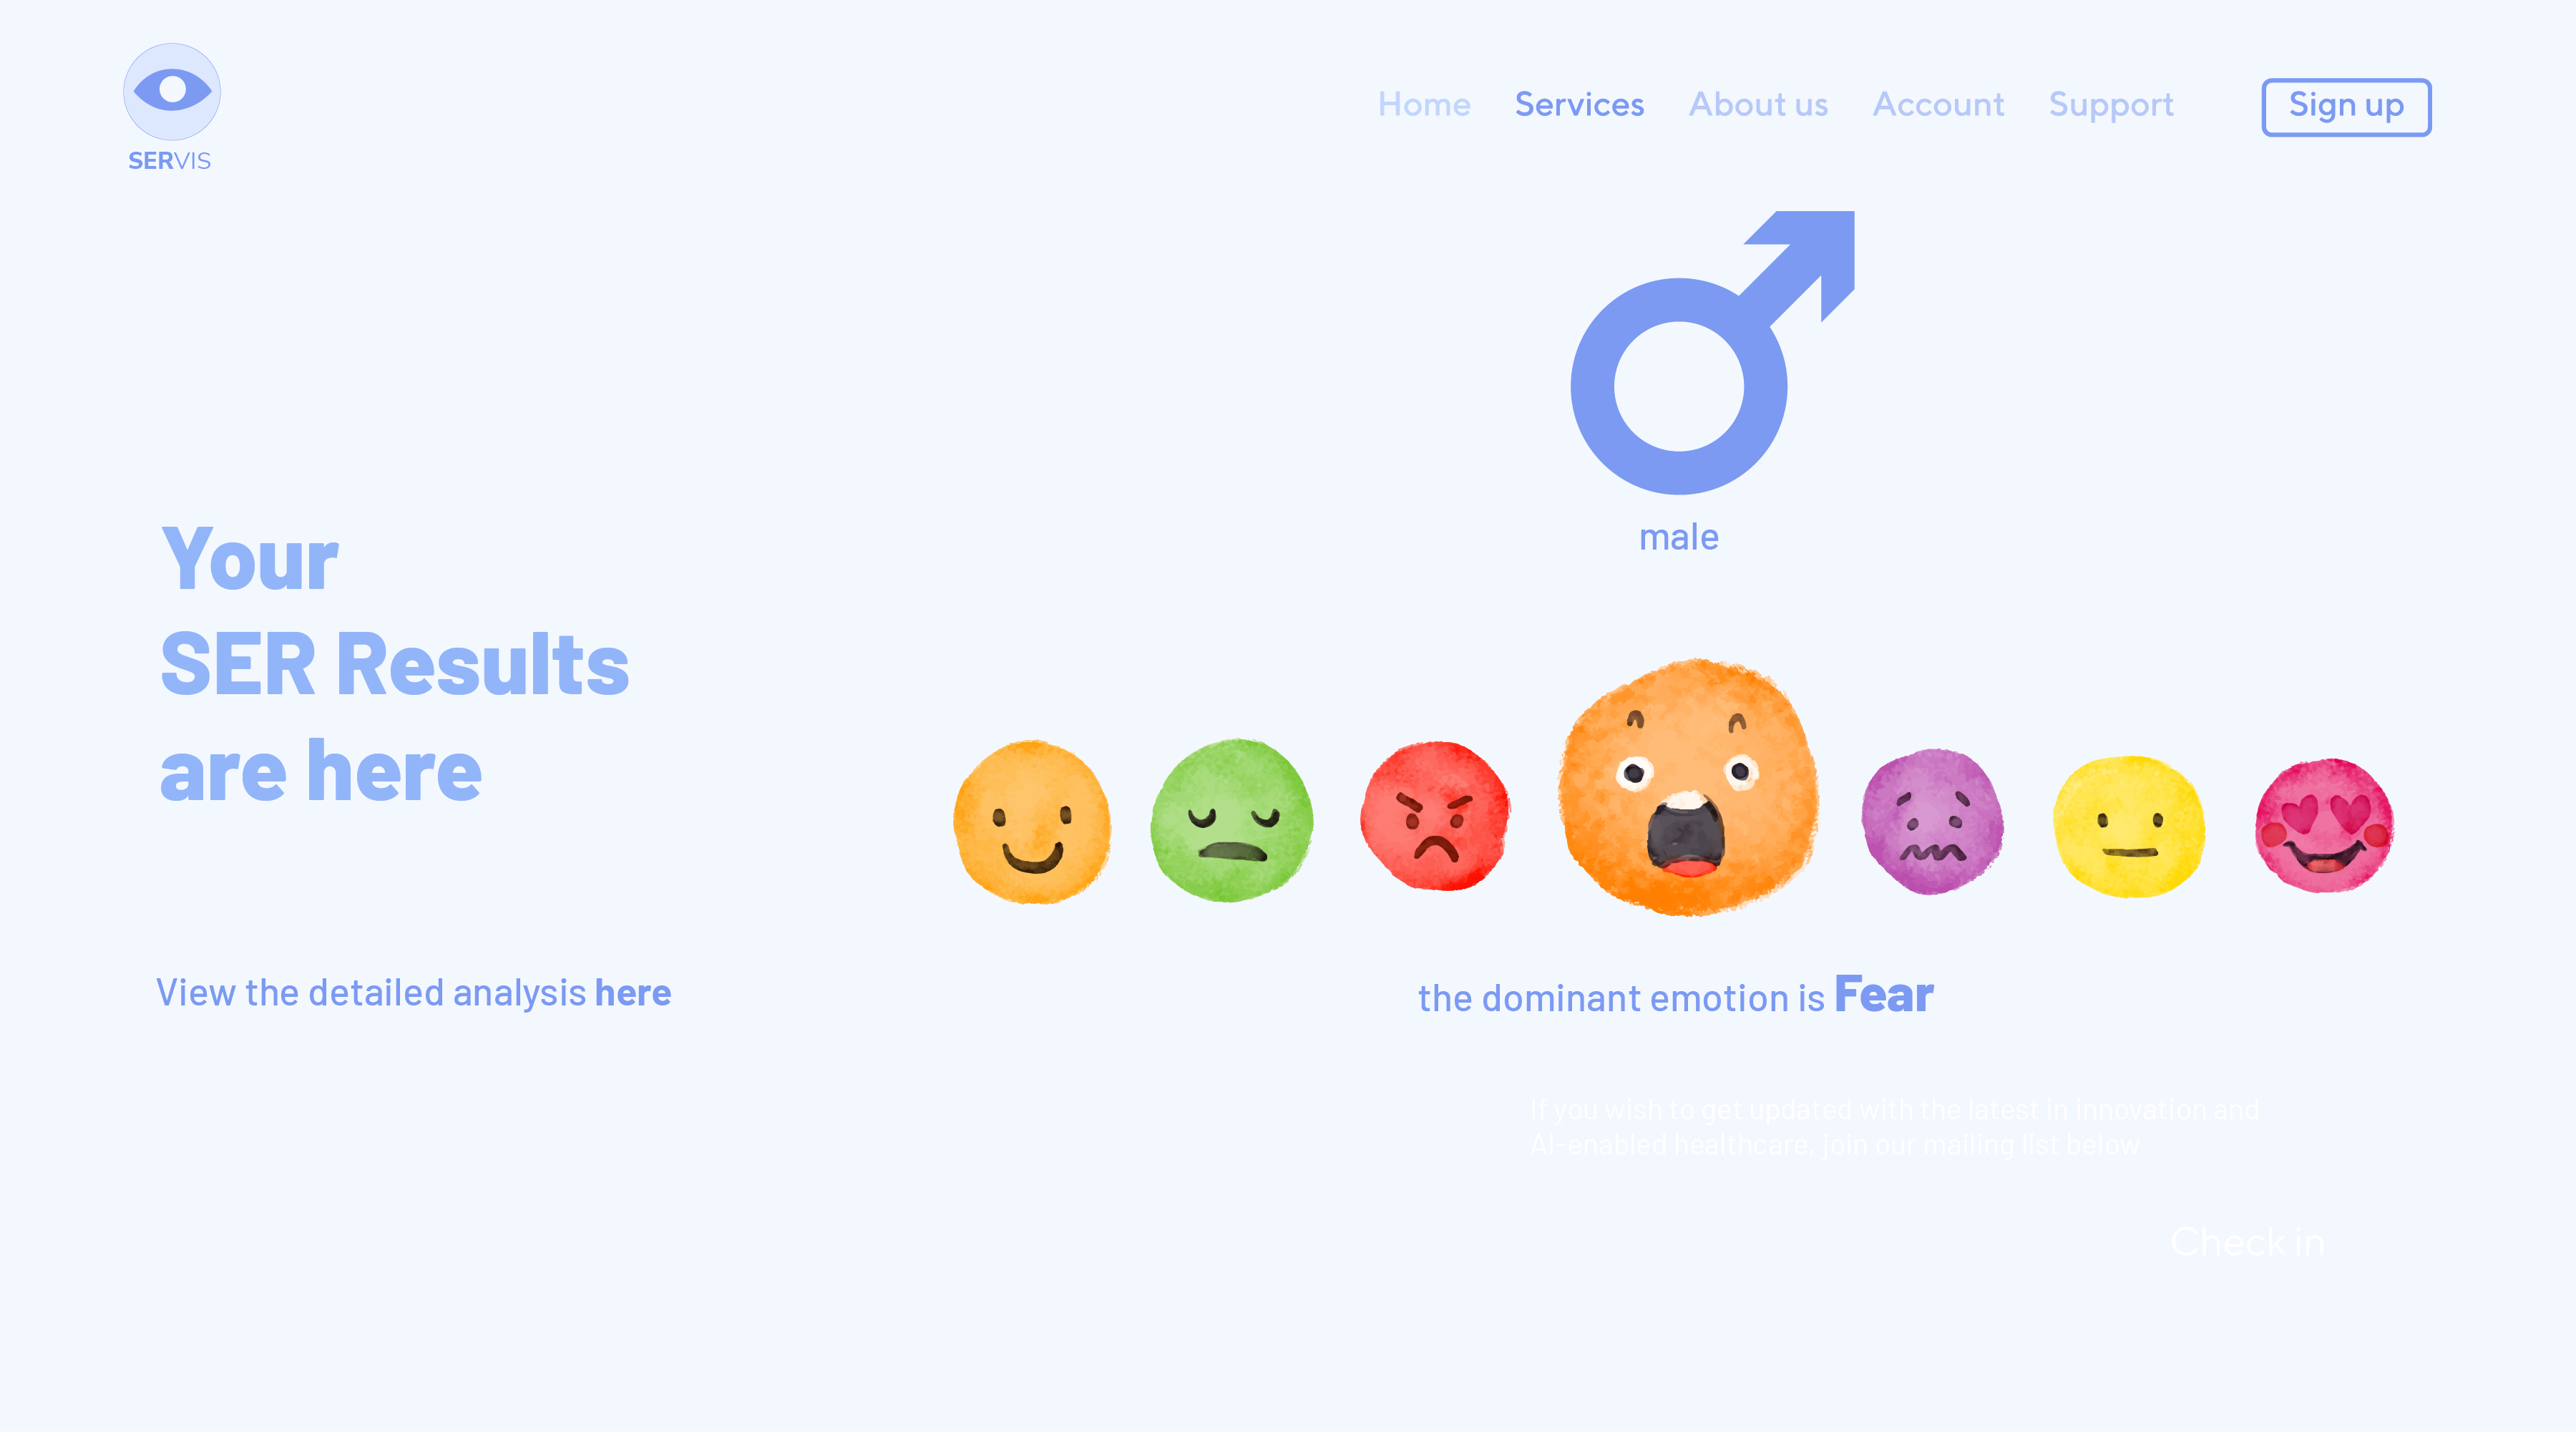 SERVIS
Home Services About us Account Support Sign up
male
Your
SER Results
are here
View the detailed analysis here
the dominant emotion is Fear
If you wish to get updated with the latest in innovation and
AI-enabled healthcare, join our mailing list below
Check in